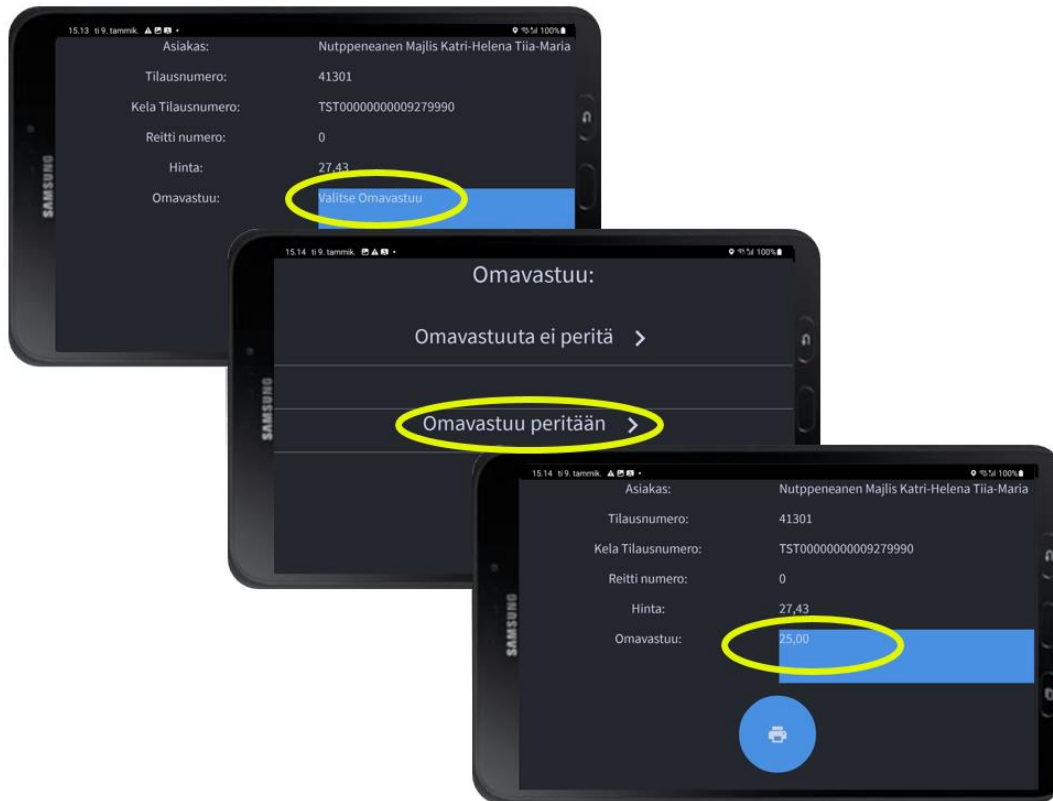 15.13 ti 9. tammik.
100%
Asiakas: Nutppeneanen Majlis Katri-Helena Tiia-Maria
Tilausnumero: 41301
Kela Tilausnumero: TST00000000009279990
Reitti numero: 0
Hinta: 27,43
Omavastuu: Valitse Omavastuu
SAMSUNG
15.14 ti 9. tammik.
100%
Omavastuu:
Omavastuuta ei peritä
Omavastuu peritään
SAMSUNG
15.14 ti 9. tammik.
100%
Asiakas: Nutppeneanen Majlis Katri-Helena Tiia-Maria
Tilausnumero: 41301
Kela Tilausnumero: TST00000000009279990
Reitti numero: 0
Hinta: 27,43
Omavastuu: 25,00
SAMSUNG